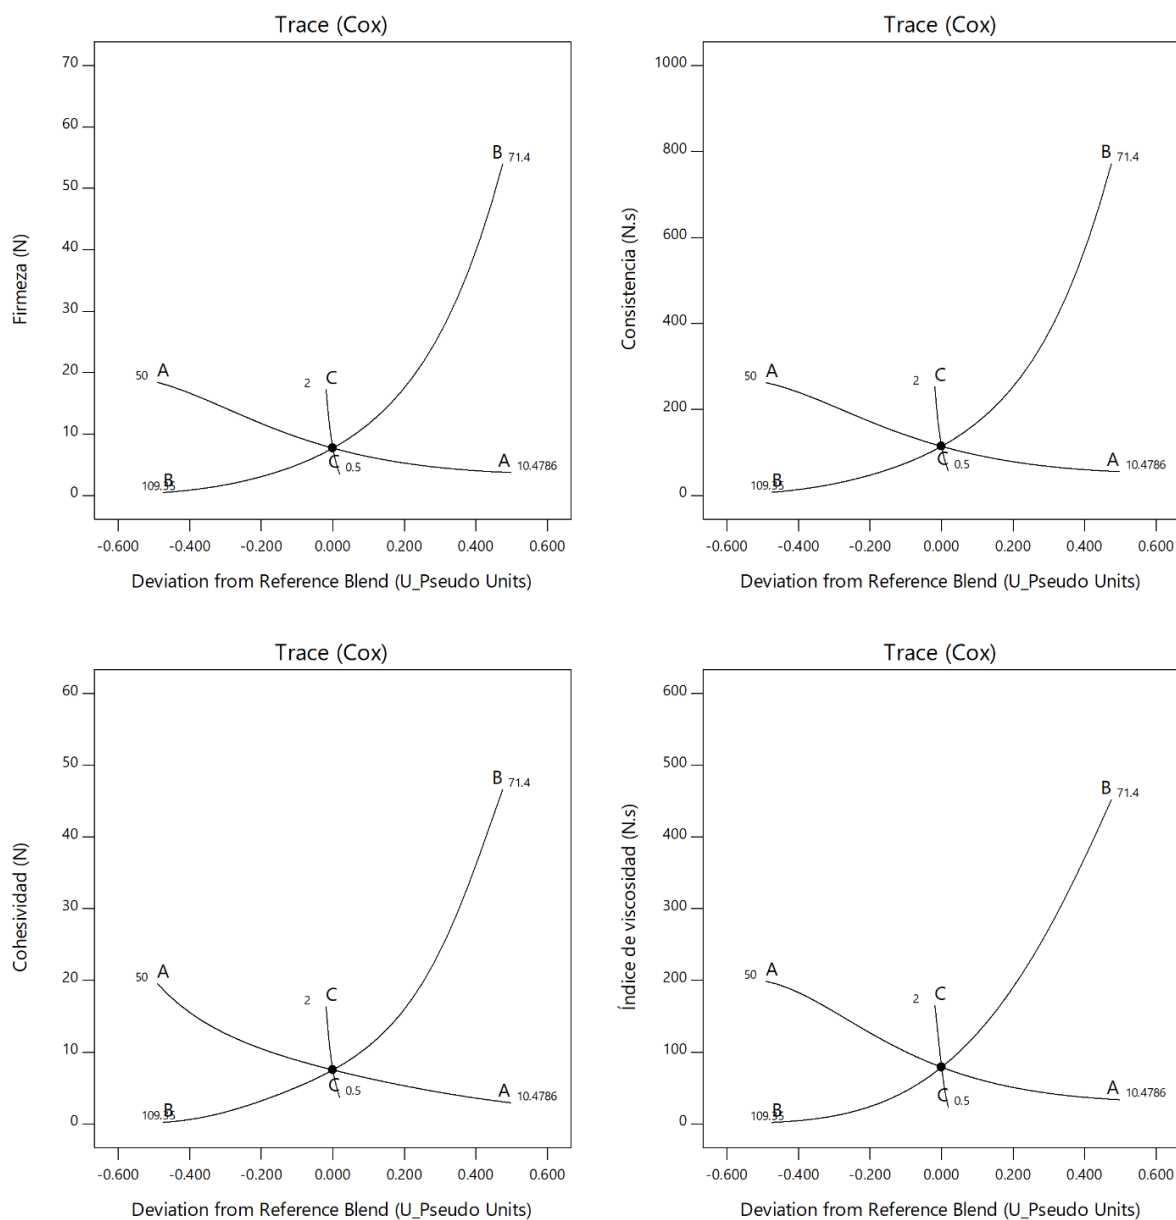 Trace (Cox)
70
60
50
40
30
20
10
0
Firmeza (N)
A
50
B
109.35
2
C
C
0.5
B
71.4
A
10.4786
-0.600
-0.400
-0.200
0.000
0.200
0.400
0.600
Deviation from Reference Blend (U_Pseudo Units)
Trace (Cox)
1000
800
600
400
200
0
Consistencia (N.s)
A
50
B
109.35
2
C
C
0.5
B
71.4
A
10.4786
-0.600
-0.400
-0.200
0.000
0.200
0.400
0.600
Deviation from Reference Blend (U_Pseudo Units)
Trace (Cox)
60
50
40
30
20
10
0
Cohesividad (N)
A
50
B
109.35
2
C
C
0.5
B
71.4
A
10.4786
-0.600
-0.400
-0.200
0.000
0.200
0.400
0.600
Deviation from Reference Blend (U_Pseudo Units)
Trace (Cox)
600
500
400
300
200
100
0
Índice de viscosidad (N.s)
A
50
B
109.35
2
C
C
0.5
B
71.4
A
10.4786
-0.600
-0.400
-0.200
0.000
0.200
0.400
0.600
Deviation from Reference Blend (U_Pseudo Units)